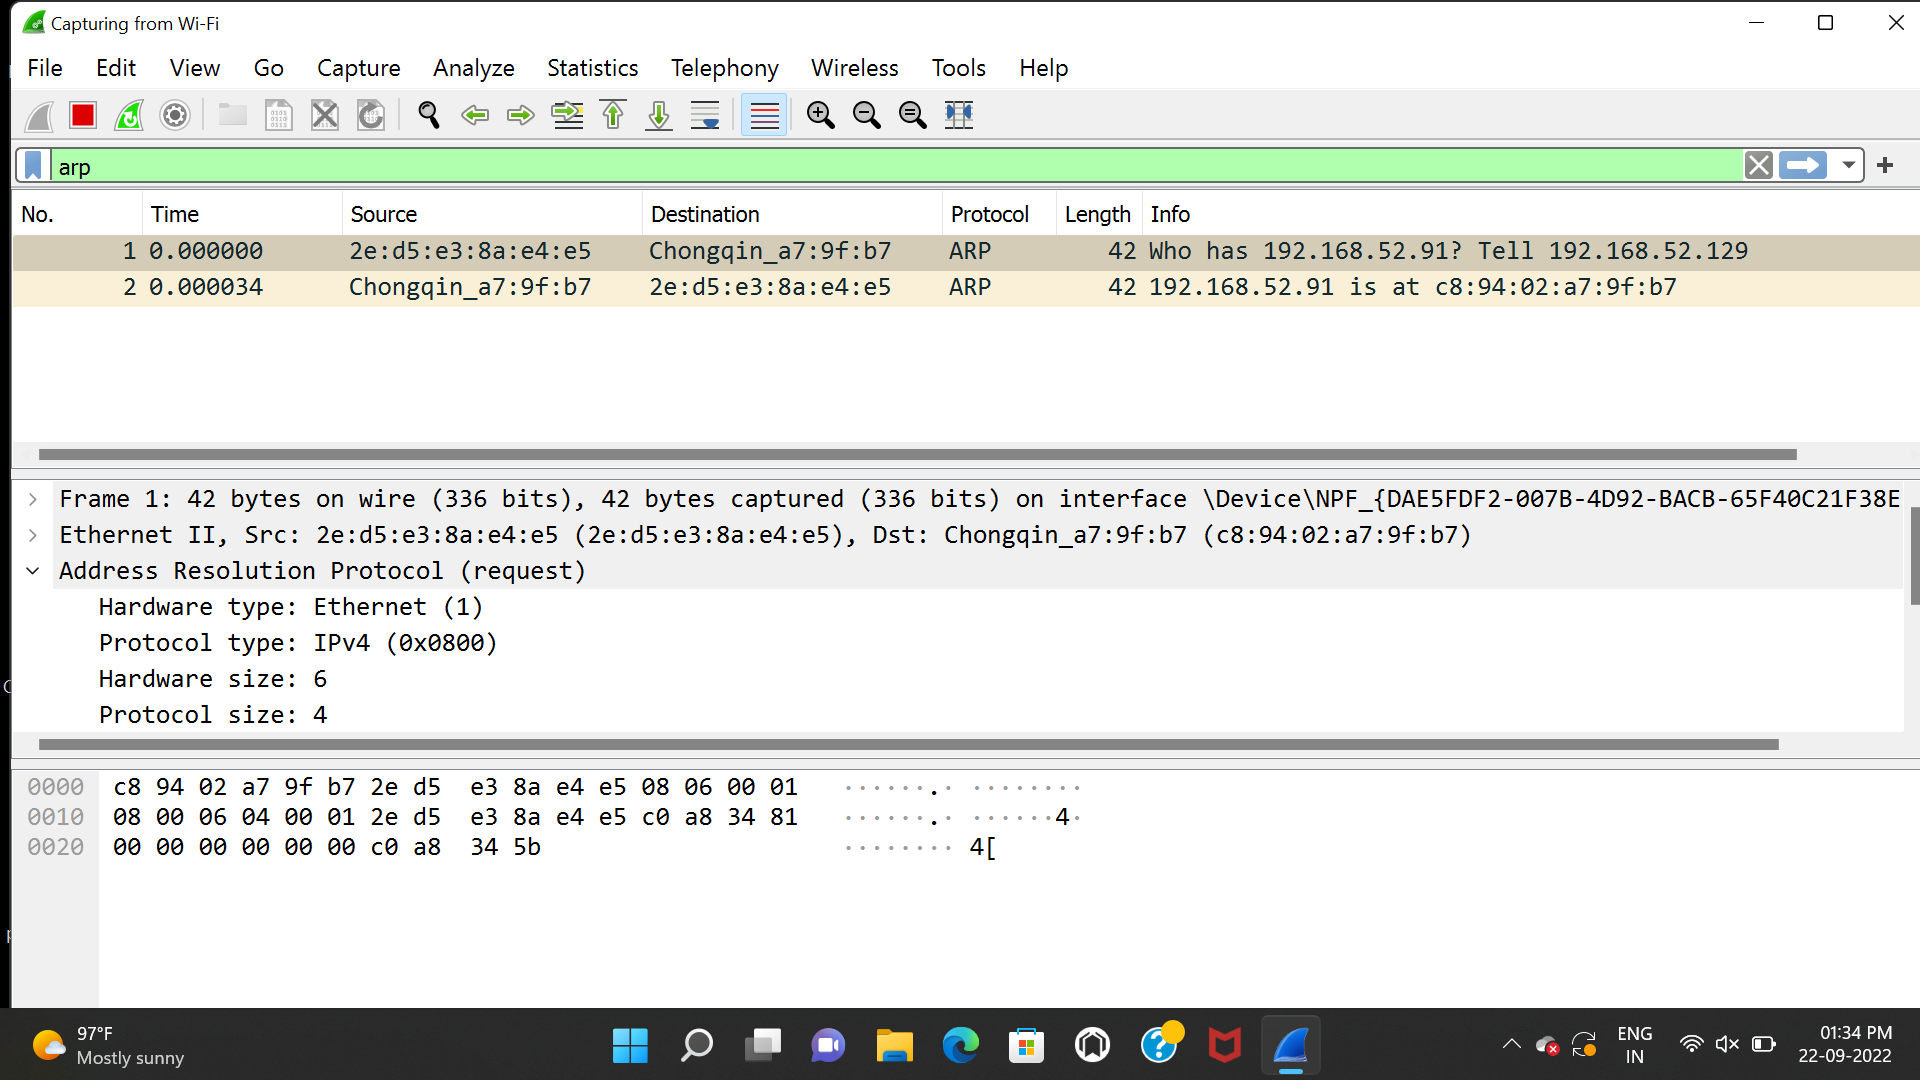 Capturing from Wi-Fi
File Edit View Go Capture Analyze Statistics Telephony Wireless Tools Help
arp
No. Time Source Destination Protocol Length Info
1 0.000000 2e:d5:e3:8a:e4:e5 Chongqin_a7:9f:b7 ARP 42 Who has 192.168.52.91? Tell 192.168.52.129
2 0.000034 Chongqin_a7:9f:b7 2e:d5:e3:8a:e4:e5 ARP 42 192.168.52.91 is at c8:94:02:a7:9f:b7
Frame 1: 42 bytes on wire (336 bits), 42 bytes captured (336 bits) on interface \Device\NPF_{DAE5FDF2-007B-4D92-BACB-65F40C21F38E
Ethernet II, Src: 2e:d5:e3:8a:e4:e5 (2e:d5:e3:8a:e4:e5), Dst: Chongqin_a7:9f:b7 (c8:94:02:a7:9f:b7)
Address Resolution Protocol (request)
Hardware type: Ethernet (1)
Protocol type: IPv4 (0x0800)
Hardware size: 6
Protocol size: 4
0000 c8 94 02 a7 9f b7 2e d5 e3 8a e4 e5 08 06 00 01 ······.· ········
0010 08 00 06 04 00 01 2e d5 e3 8a e4 e5 c0 a8 34 81 ······.· ······4·
0020 00 00 00 00 00 00 c0 a8 34 5b ········ 4[
97°F
Mostly sunny
ENG
IN
01:34 PM
22-09-2022